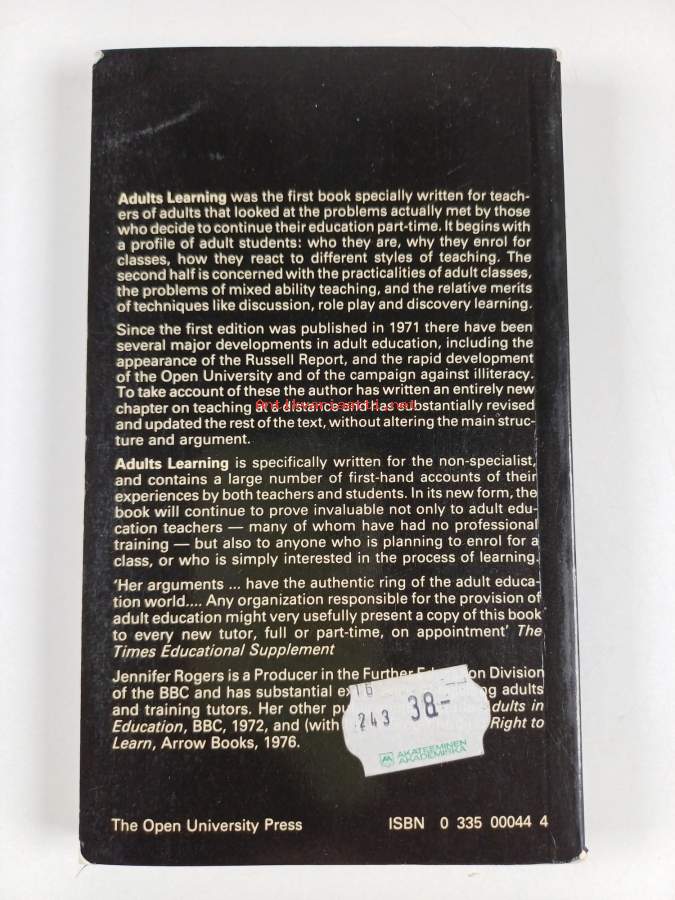 Adults Learning was the first book specially written for teach-
ers of adults that looked at the problems actually met by those
who decide to continue their education part-time. It begins with
a profile of adult students: who they are, why they enrol for
classes, how they react to different styles of teaching. The
second half is concerned with the practicalities of adult classes,
the problems of mixed ability teaching, and the relative merits
of techniques like discussion, role play and discovery learning.
Since the first edition was published in 1971 there have been
several major developments in adult education, including the
appearance of the Russell Report, and the rapid development
of the Open University and of the campaign against illiteracy.
To take account of these the author has written an entirely new
chapter on teaching at a distance and has substantially revised
Antikvariaatti.net
and updated the rest of the text, without altering the main struc-
ture and argument.
Adults Learning is specifically written for the non-specialist,
and contains a large number of first-hand accounts of their
experiences by both teachers and students. In its new form, the
book will continue to prove invaluable not only to adult edu-
cation teachers — many of whom have had no professional
training — but also to anyone who is planning to enrol for a
class, or who is simply interested in the process of learning.
'Her arguments ... have the authentic ring of the adult educa-
tion world.... Any organization responsible for the provision of
adult education might very usefully present a copy of this book
to every new tutor, full or part-time, on appointment' The
Times Educational Supplement
Jennifer Rogers is a Producer in the Further Education Division
of the BBC and has substantial adults
and training tutors. Her other Adults in
Education, BBC, 1972, and (with Right to
Learn, Arrow Books, 1976.
16
243 38.-
AKATEEMINEN
AKADEMISKA
The Open University Press ISBN 0 335 00044 4